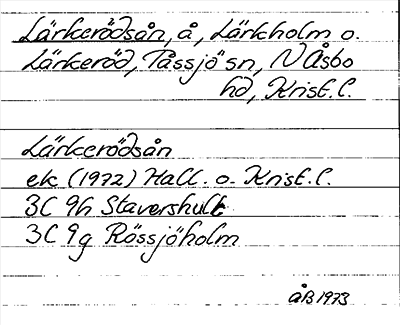 Lärkerödsån, å, Lärkholm o.
Lärkeröd, Tåssjö sn, N Åsbo
hd, Krist.l.
Lärkerödsån
ek (1972) Hall. o. Krist.l.
3C 9h Stavershult
3C 9g Rössjöholm
ÅB 1973